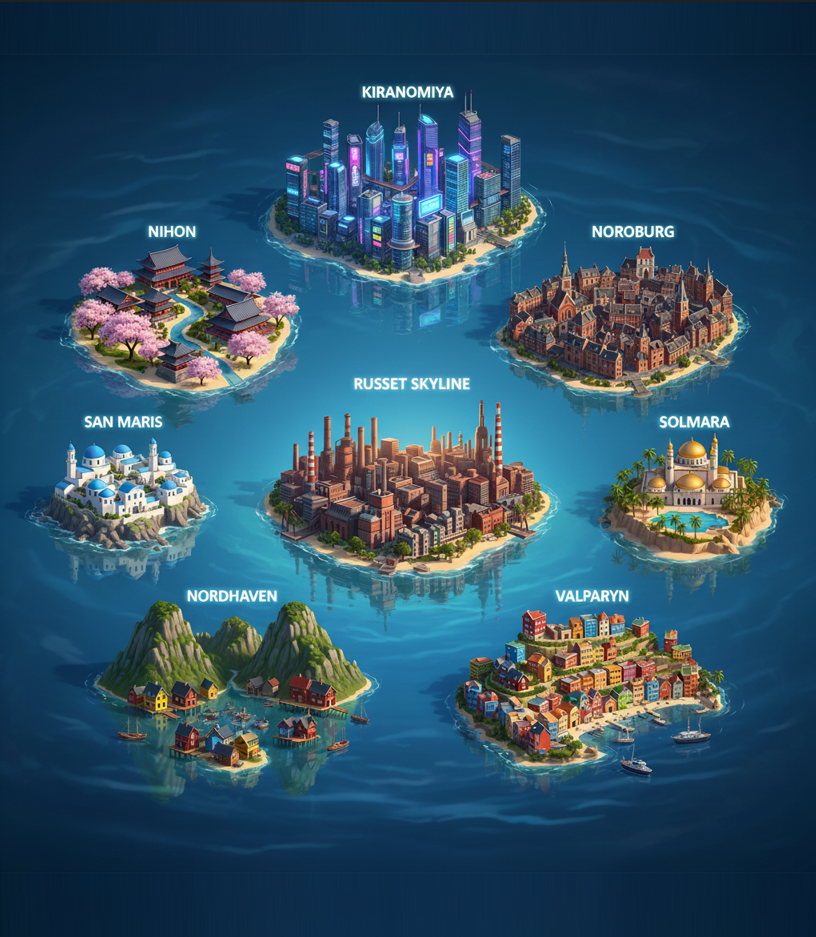 KIRANOMIYA
NIHON
NOROBURG
RUSSET SKYLINE
SAN MARIS
SOLMARA
NORDHAVEN
VALPARYN